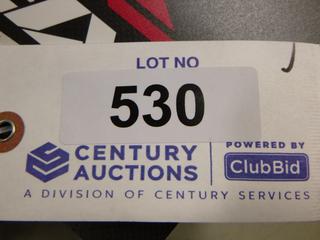 LOT NO
530
CENTURY
AUCTIONS
POWERED BY
ClubBid
A DIVISION OF CENTURY SERVICES